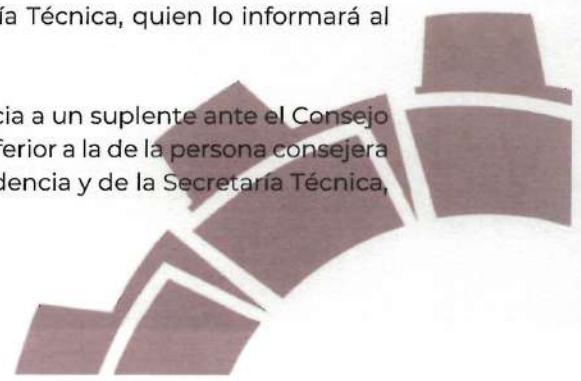 ía Técnica, quien lo informará al
cia a un suplente ante el Consejo
ferior a la de la persona consejera
dencia y de la Secretaría Técnica,